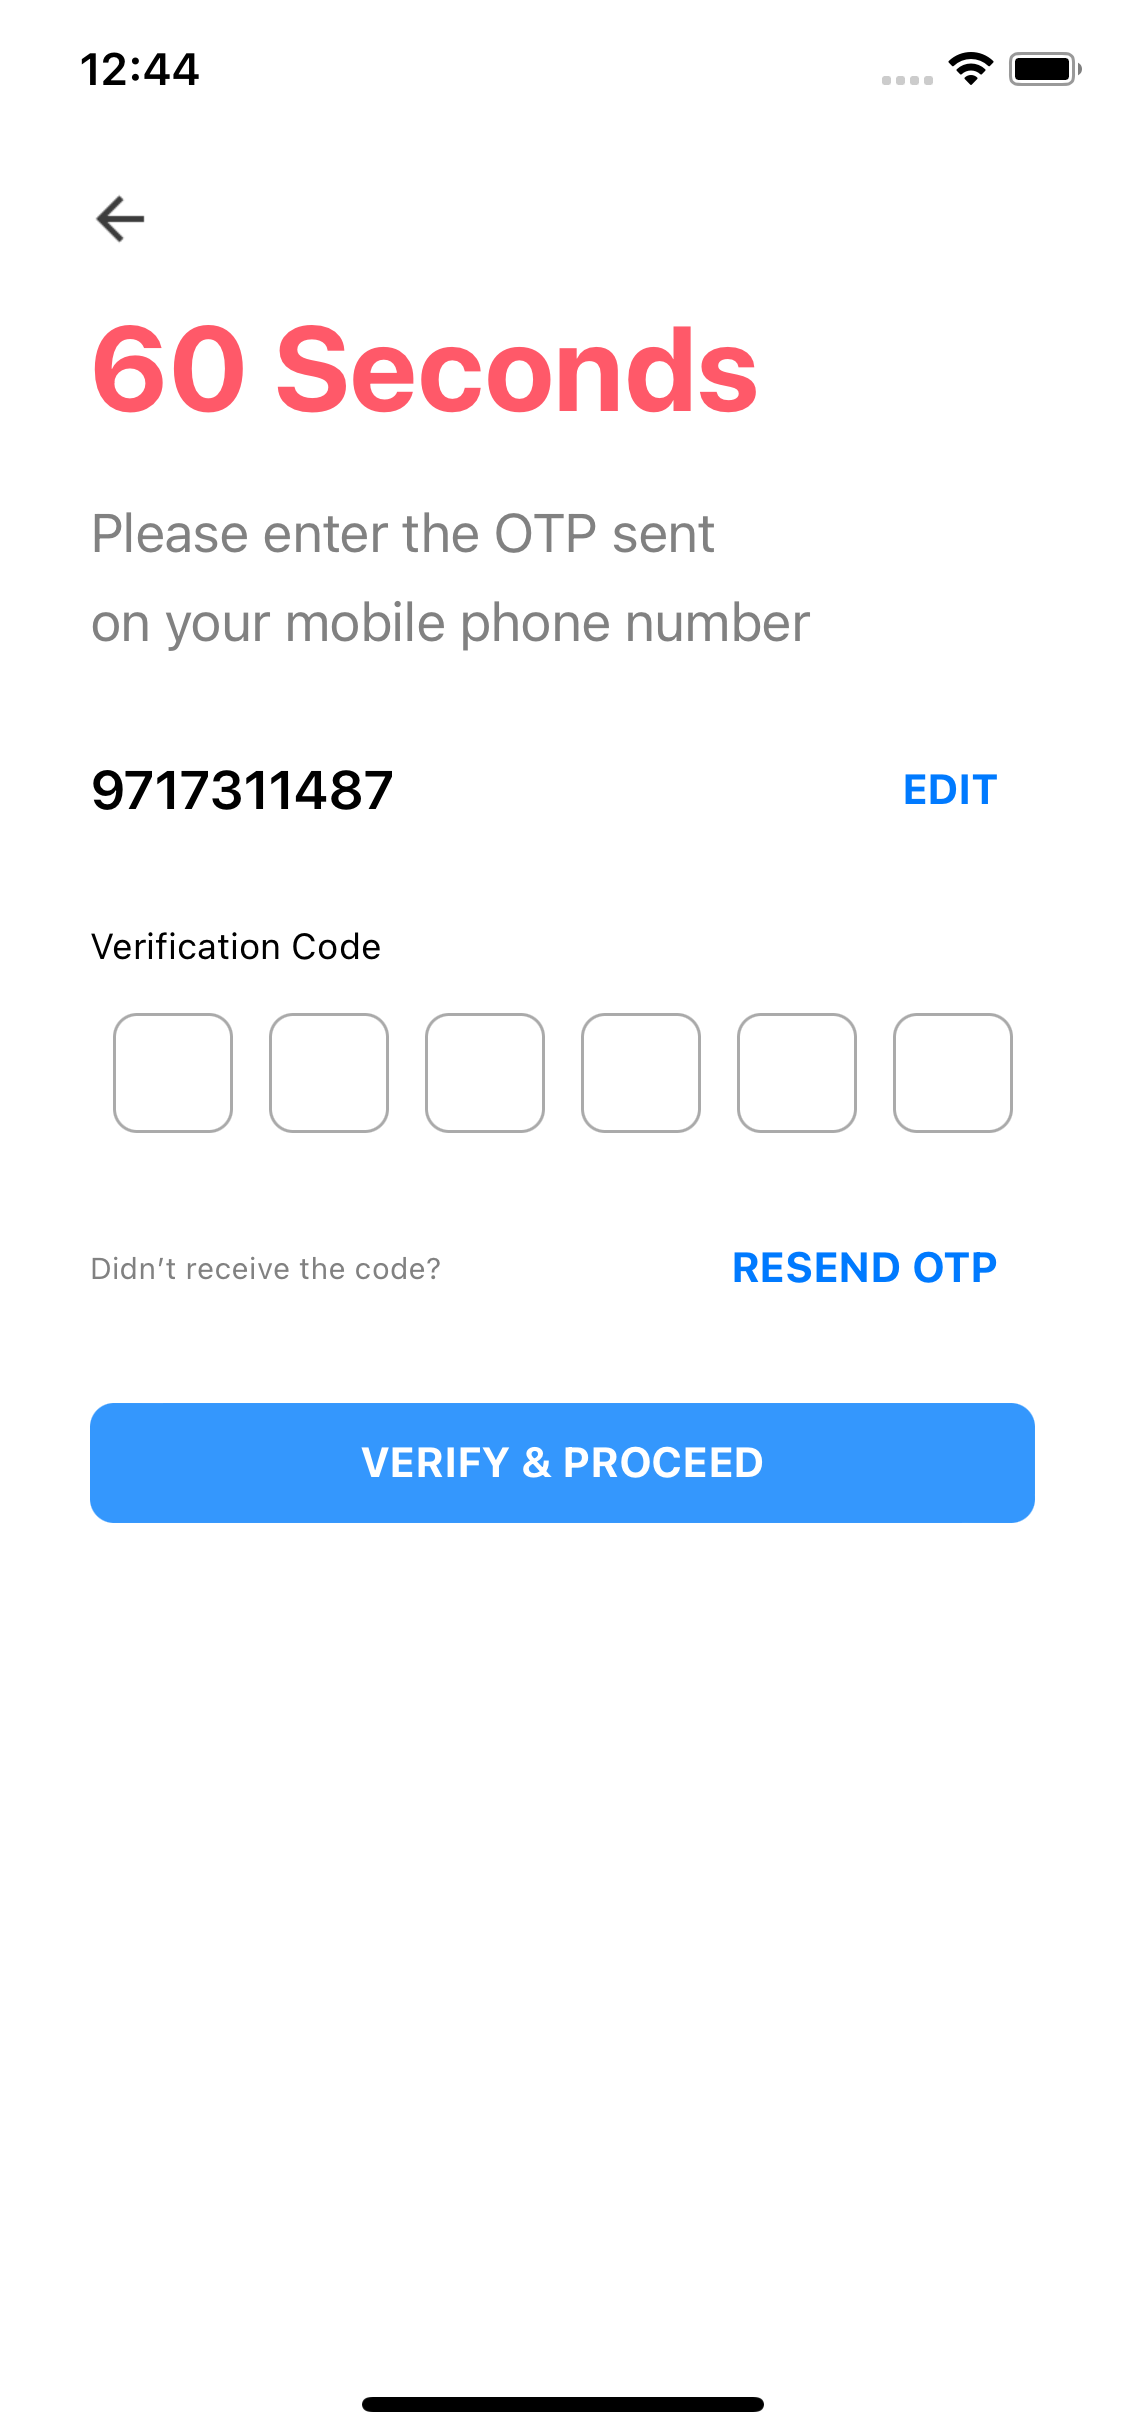 12:44
60 Seconds
Please enter the OTP sent
on your mobile phone number
9717311487
EDIT
Verification Code
Didn't receive the code?
RESEND OTP
VERIFY & PROCEED